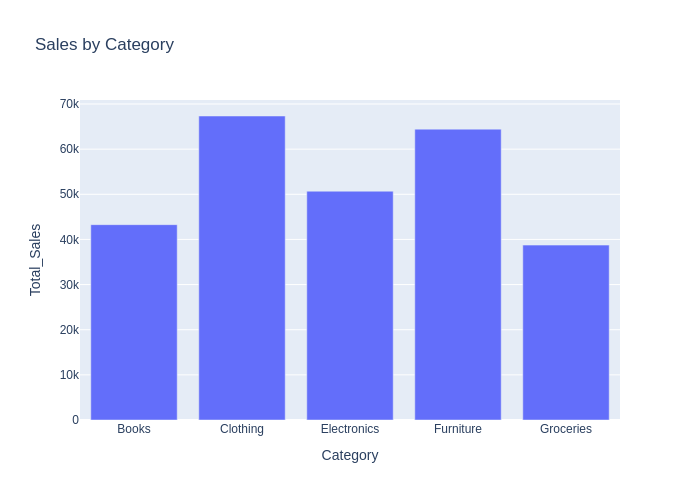 Sales by Category
70k
60k
50k
40k
30k
20k
10k
0
Total_Sales
Books Clothing Electronics Furniture Groceries
Category